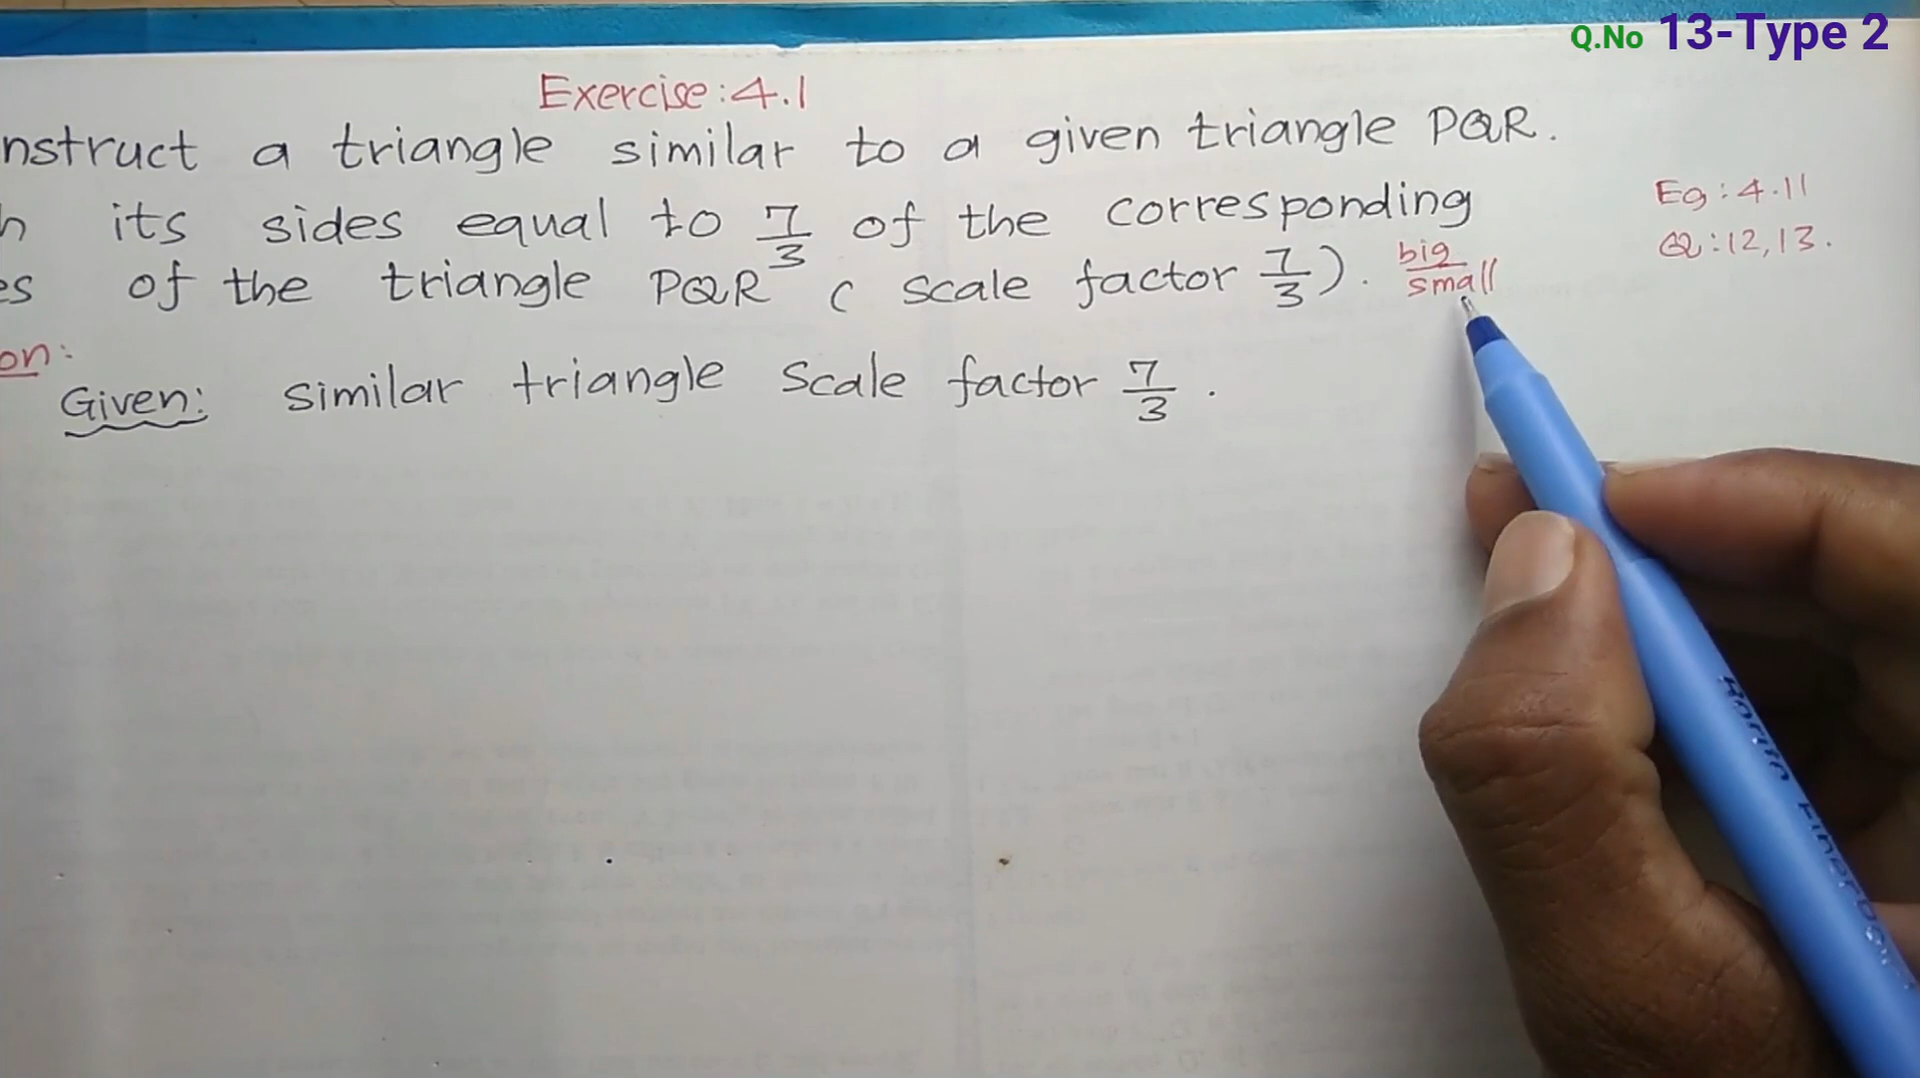 Q.No 13-Type 2
Exercise:4.1
nstruct a triangle similar to a given triangle PQR.
h its sides equal to 7/3 of the corresponding
es of the triangle PQR ( scale factor 7/3).
big/small
Eg:4.11
Q:12,13.
on:
Given: similar triangle scale factor 7/3.